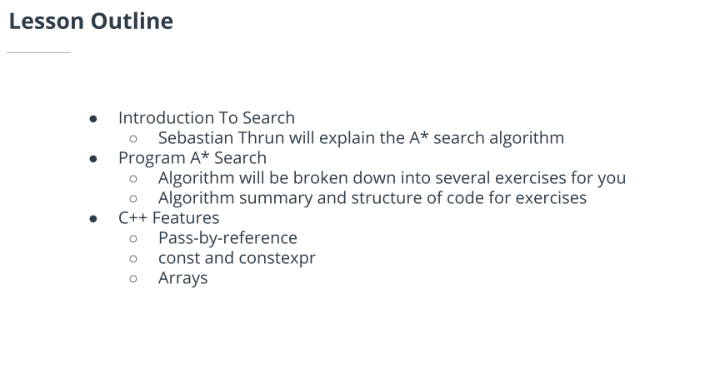 Lesson Outline
● Introduction To Search
○ Sebastian Thrun will explain the A* search algorithm
● Program A* Search
○ Algorithm will be broken down into several exercises for you
○ Algorithm summary and structure of code for exercises
● C++ Features
○ Pass-by-reference
○ const and constexpr
○ Arrays